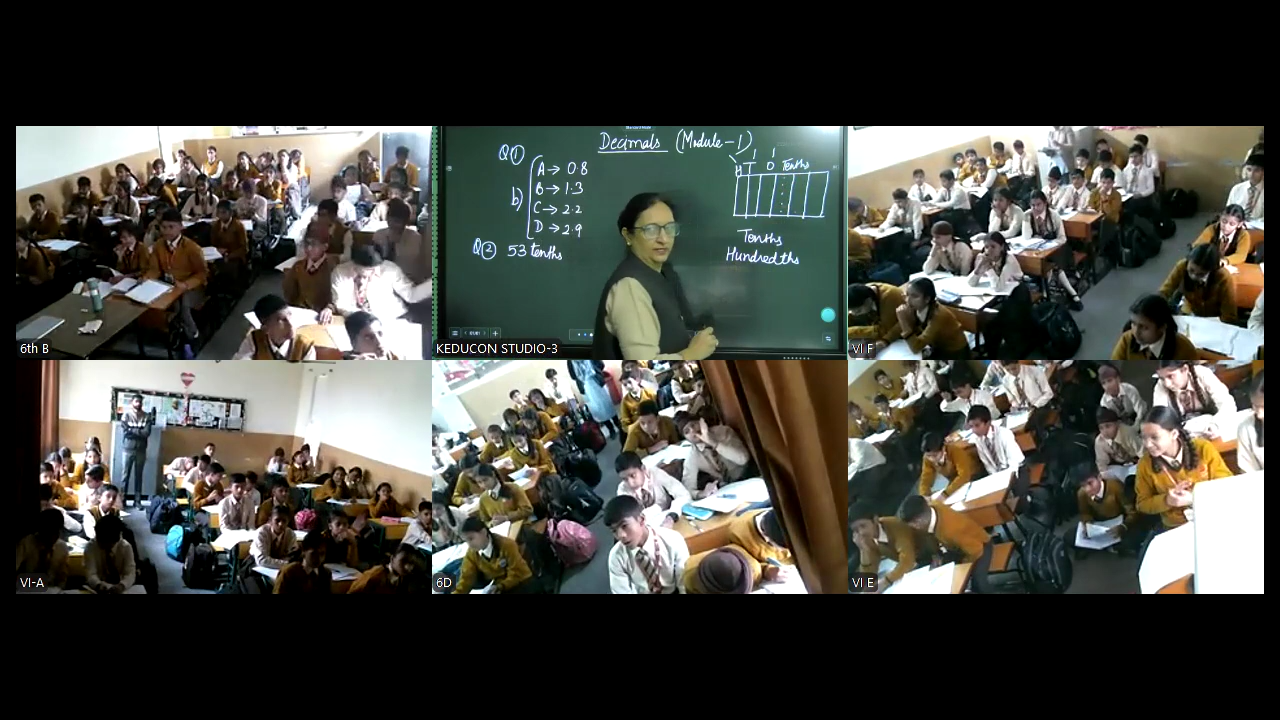 Decimals (Module-1)
Q1
b) A → 0.8
B → 1.3
C → 2.2
D → 2.9
Q2 53 tenths
H T O Tenths
Tenths
Hundredths
6th B
KEDUCON STUDIO-3
VI F
VI-A
6D
VI E